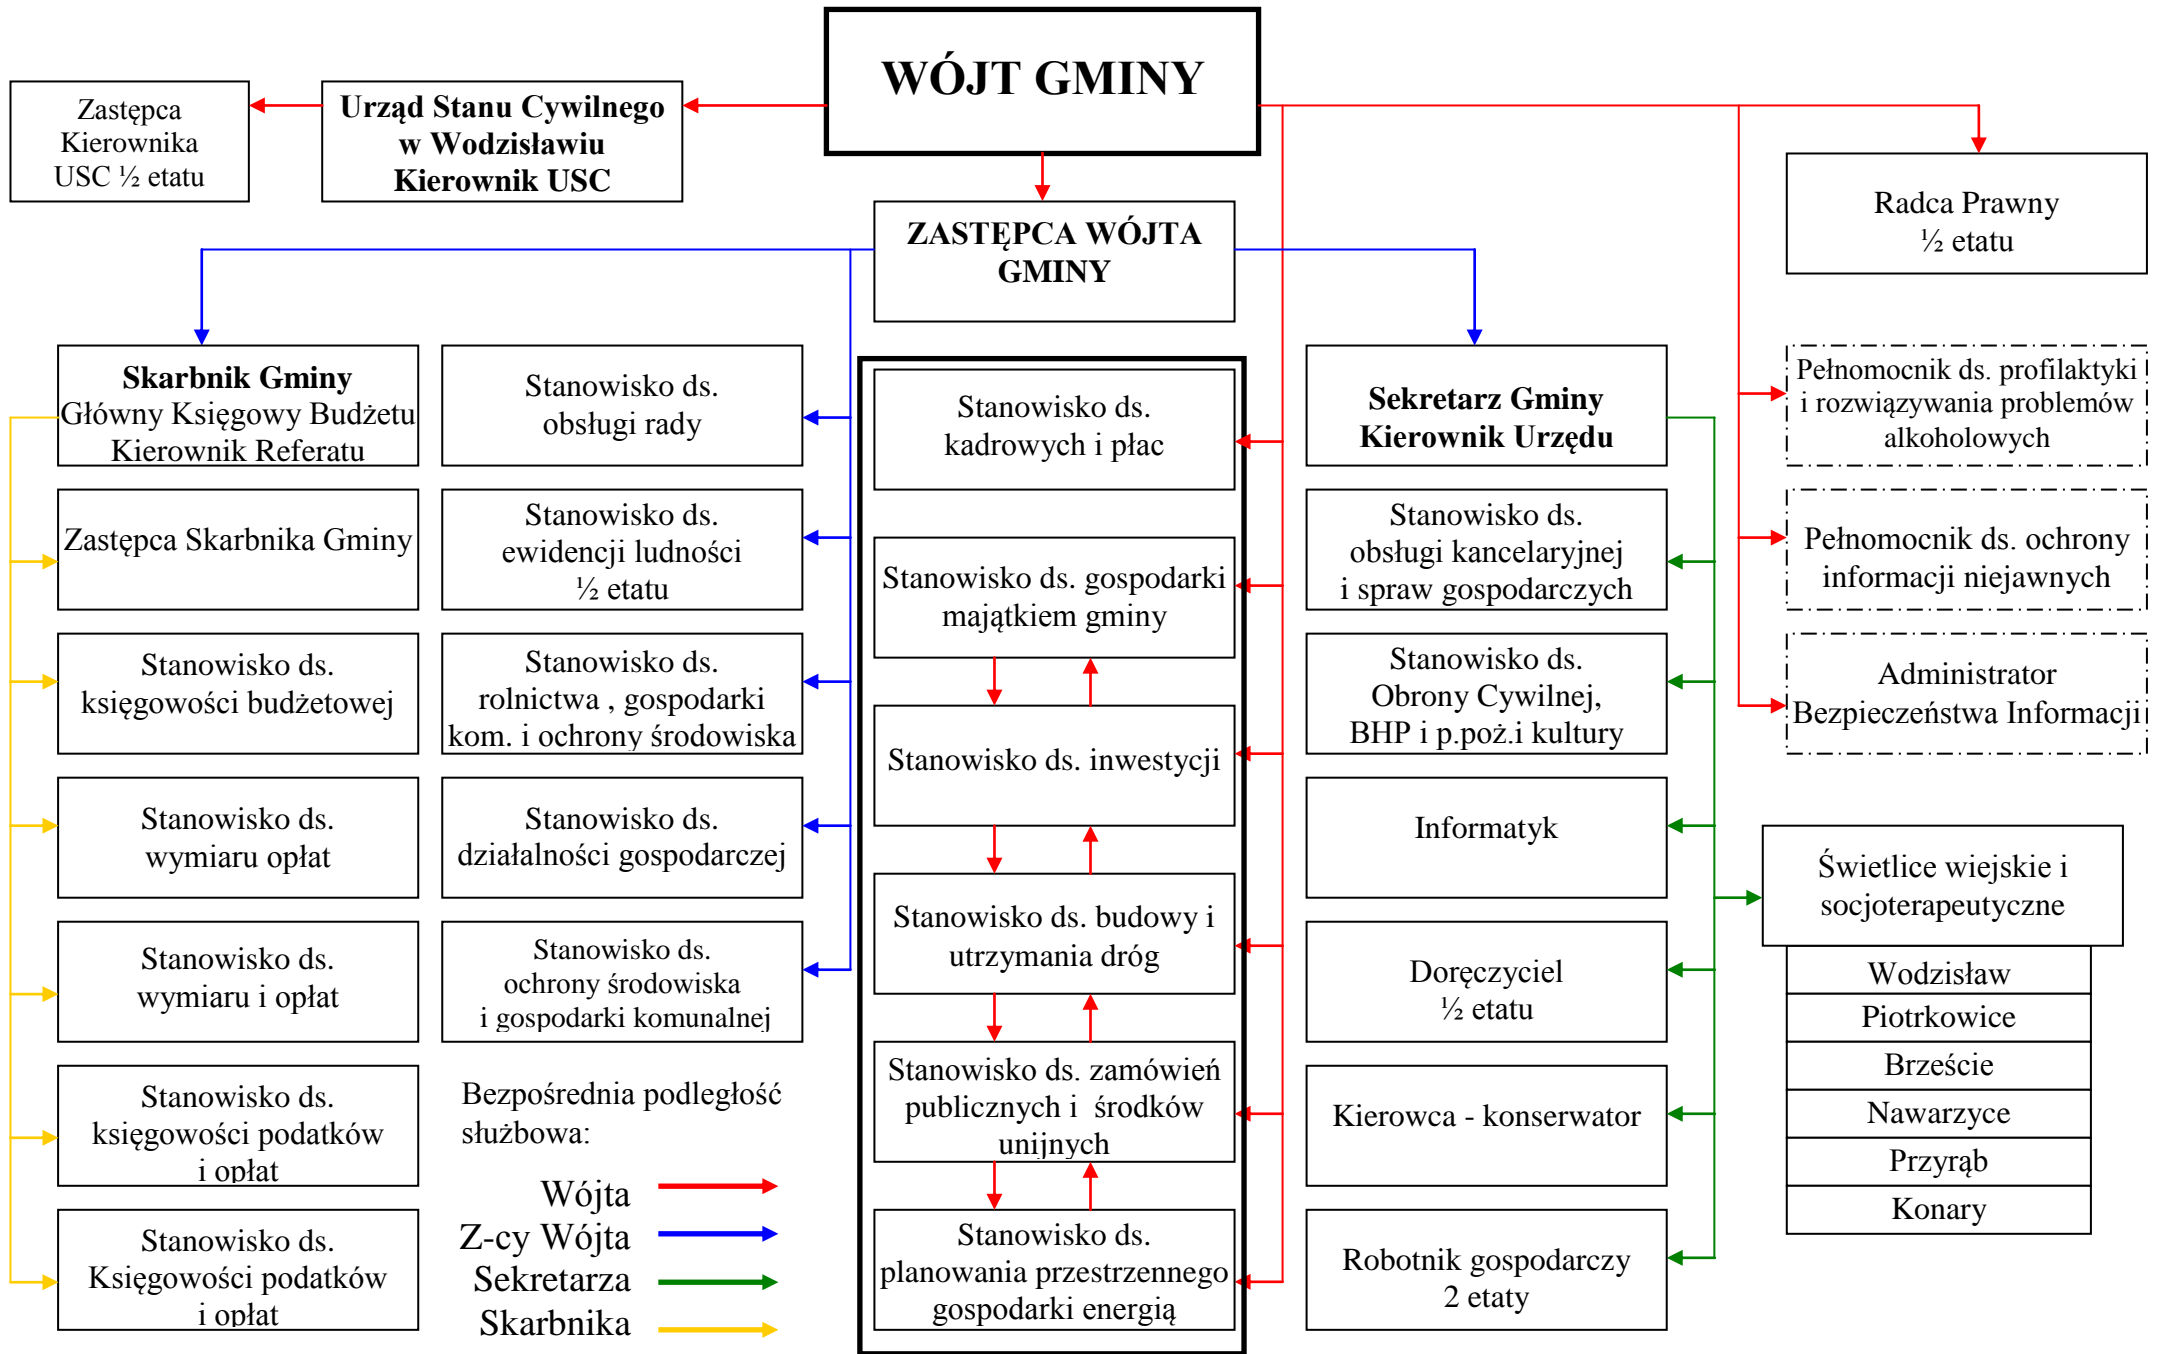 WÓJT GMINY
Zastępca
Kierownika
USC ½ etatu
Urząd Stanu Cywilnego
w Wodzisławiu
Kierownik USC
Radca Prawny
½ etatu
ZASTĘPCA WÓJTA
GMINY
Skarbnik Gminy
Główny Księgowy Budżetu
Kierownik Referatu
Zastępca Skarbnika Gminy
Stanowisko ds.
księgowości budżetowej
Stanowisko ds.
wymiaru opłat
Stanowisko ds.
wymiaru i opłat
Stanowisko ds.
księgowości podatków
i opłat
Stanowisko ds.
Księgowości podatków
i opłat
Stanowisko ds.
obsługi rady
Stanowisko ds.
ewidencji ludności
½ etatu
Stanowisko ds.
rolnictwa , gospodarki
kom. i ochrony środowiska
Stanowisko ds.
działalności gospodarczej
Stanowisko ds.
ochrony środowiska
i gospodarki komunalnej
Bezpośrednia podległość
służbowa:
Wójta
Z-cy Wójta
Sekretarza
Skarbnika
Stanowisko ds.
kadrowych i płac
Stanowisko ds. gospodarki
majątkiem gminy
Stanowisko ds. inwestycji
Stanowisko ds. budowy i
utrzymania dróg
Stanowisko ds. zamówień
publicznych i środków
unijnych
Stanowisko ds.
planowania przestrzennego
gospodarki energią
Sekretarz Gminy
Kierownik Urzędu
Stanowisko ds.
obsługi kancelaryjnej
i spraw gospodarczych
Stanowisko ds.
Obrony Cywilnej,
BHP i p.poż.i kultury
Informatyk
Doręczyciel
½ etatu
Kierowca - konserwator
Robotnik gospodarczy
2 etaty
Pełnomocnik ds. profilaktyki
i rozwiązywania problemów
alkoholowych
Pełnomocnik ds. ochrony
informacji niejawnych
Administrator
Bezpieczeństwa Informacji
Świetlice wiejskie i
socjoterapeutyczne
Wodzisław
Piotrkowice
Brzeście
Nawarzyce
Przyrąb
Konary